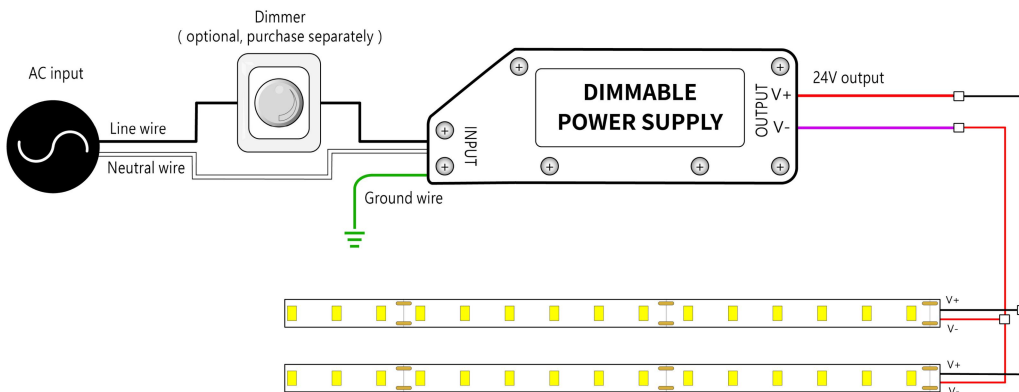 Dimmer
( optional, purchase separately )
AC input
Line wire
Neutral wire
Ground wire
INPUT
DIMMABLE
POWER SUPPLY
OUTPUT
V+
V-
24V output
V+
V-
V+
V-